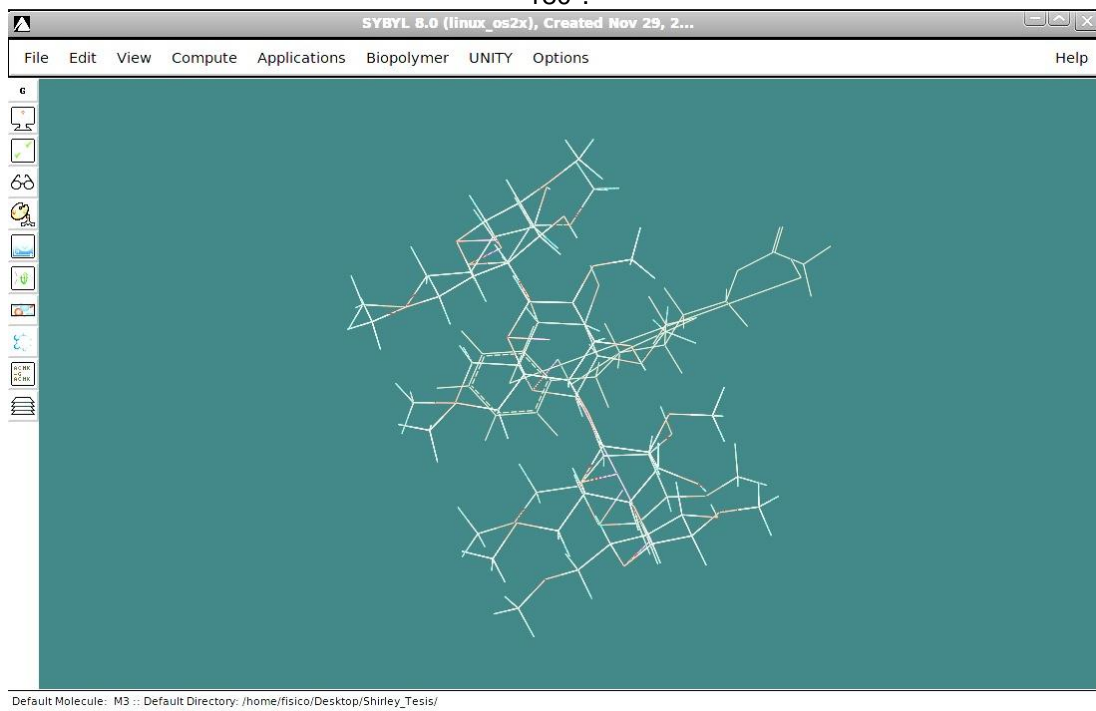 180°.
SYBYL 8.0 (linux_os2x), Created Nov 29, 2...
File Edit View Compute Applications Biopolymer UNITY Options Help
G
Default Molecule: M3 :: Default Directory: /home/fisico/Desktop/Shirley_Tesis/